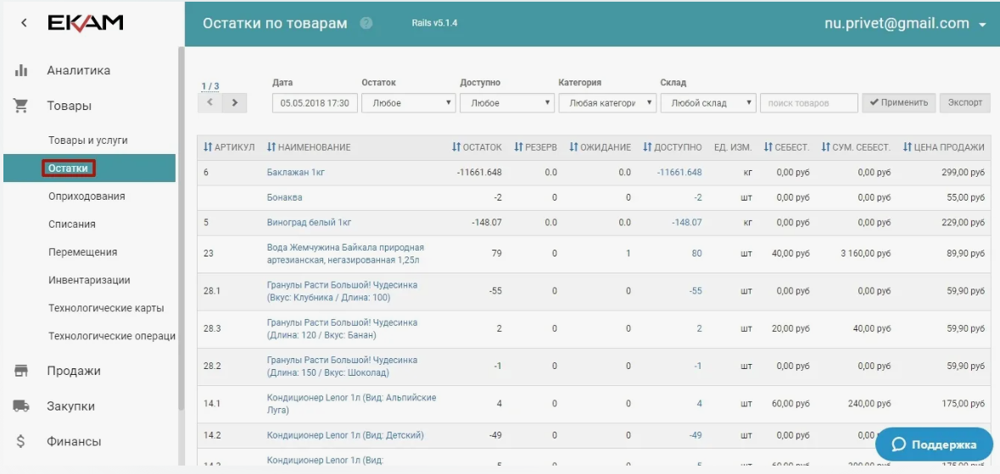 ЕКАМ
Остатки по товарам ?
Rails v5.1.4
nu.privet@gmail.com
Аналитика
Товары
Товары и услуги
Остатки
Оприходования
Списания
Перемещения
Инвентаризации
Технологические карты
Технологические операци
Продажи
Закупки
$ Финансы
1 / 3
Дата Остаток Доступно Категория Склад
05.05.2018 17:30 Любое Любое Любая категори Любой склад поиск товаров Применить Экспорт
АРТИКУЛ НАИМЕНОВАНИЕ ОСТАТОК РЕЗЕРВ ОЖИДАНИЕ ДОСТУПНО ЕД. ИЗМ. СЕБЕСТ. СУМ. СЕБЕСТ. ЦЕНА ПРОДАЖИ
6 Баклажан 1кг -11661.648 0.0 0.0 -11661.648 кг 0,00 руб 0,00 руб 299,00 руб
Бонаква -2 0 0 -2 шт 0,00 руб 0,00 руб 55,00 руб
5 Виноград белый 1кг -148.07 0.0 0.0 -148.07 кг 0,00 руб 0,00 руб 229,00 руб
Вода Жемчужина Байкала природная
23 артезианская, негазированная 1,25л 79 0 1 80 шт 40,00 руб 3 160,00 руб 89,90 руб
Гранулы Расти Большой! Чудесинка
28.1 (Вкус: Клубника / Длина: 100) -55 0 0 -55 шт 0,00 руб 0,00 руб 59,90 руб
Гранулы Расти Большой! Чудесинка
28.3 (Длина: 120 / Вкус: Банан) 2 0 0 2 шт 20,00 руб 40,00 руб 59,90 руб
Гранулы Расти Большой! Чудесинка
28.2 (Длина: 150 / Вкус: Шоколад) -1 0 0 -1 шт 0,00 руб 0,00 руб 59,90 руб
Кондиционер Lenor 1л (Вид: Альпийские
14.1 Луга) 4 0 0 4 шт 60,00 руб 240,00 руб 175,00 руб
14.2 Кондиционер Lenor 1л (Вид: Детский) -49 0 0 -49 шт 0,00 руб 0,00
Кондиционер Lenor 1л (Вид:
Поддержка